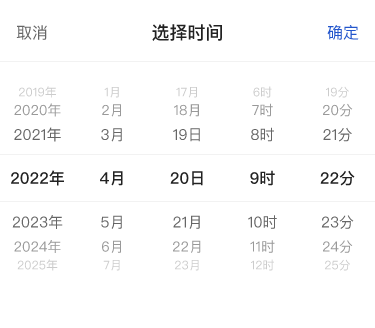 取消 选择时间 确定
2019年 1月 17月 6时 19分
2020年 2月 18月 7时 20分
2021年 3月 19日 8时 21分
2022年 4月 20日 9时 22分
2023年 5月 21月 10时 23分
2024年 6月 22月 11时 24分
2025年 7月 23月 12时 25分